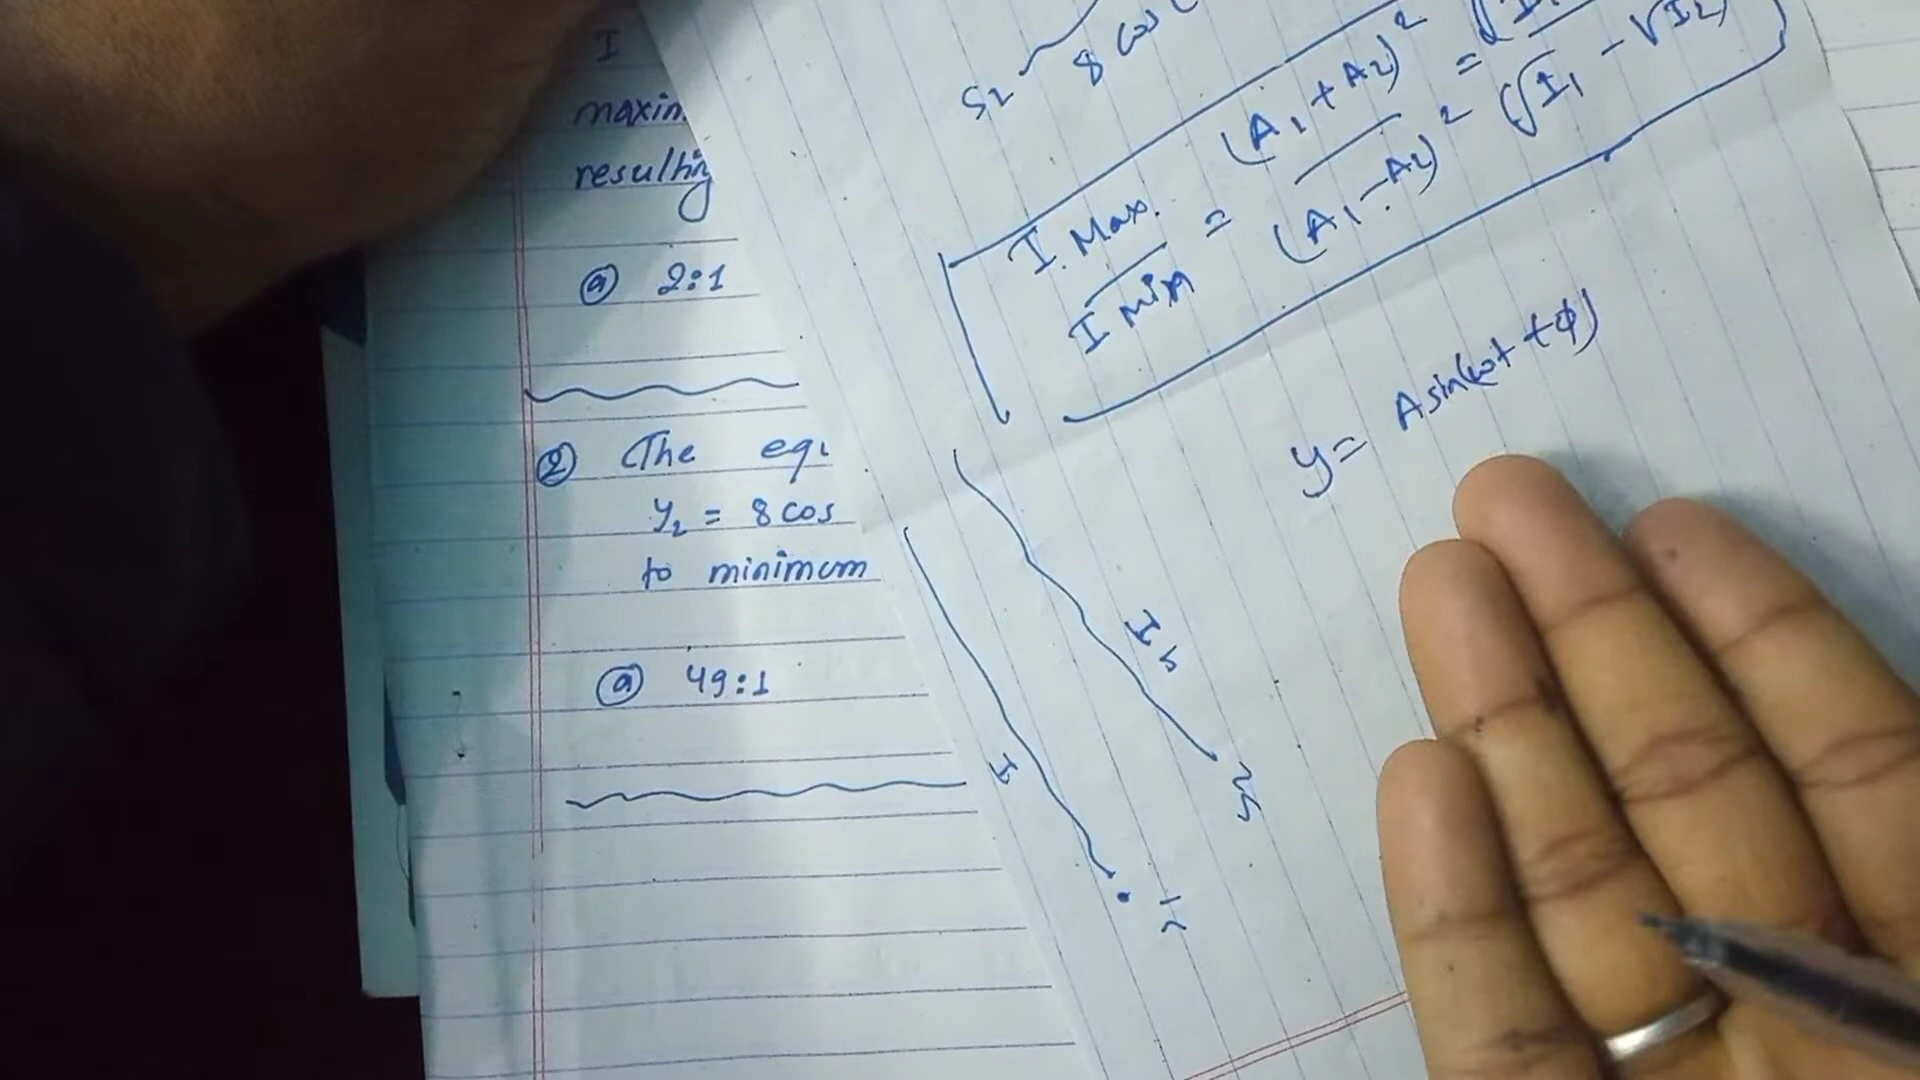 I
maxim
resulting
ⓐ 2:1
② The equ
y₂ = 8 cos
to minimum
ⓐ 49:1
S₂ 8 cos(
I Max. / I min = (A₁ + A₂)² / (A₁ - A₂)² = (√I₁ / (√I₁ - √I₂)
y = A sin(ωt + φ)
I